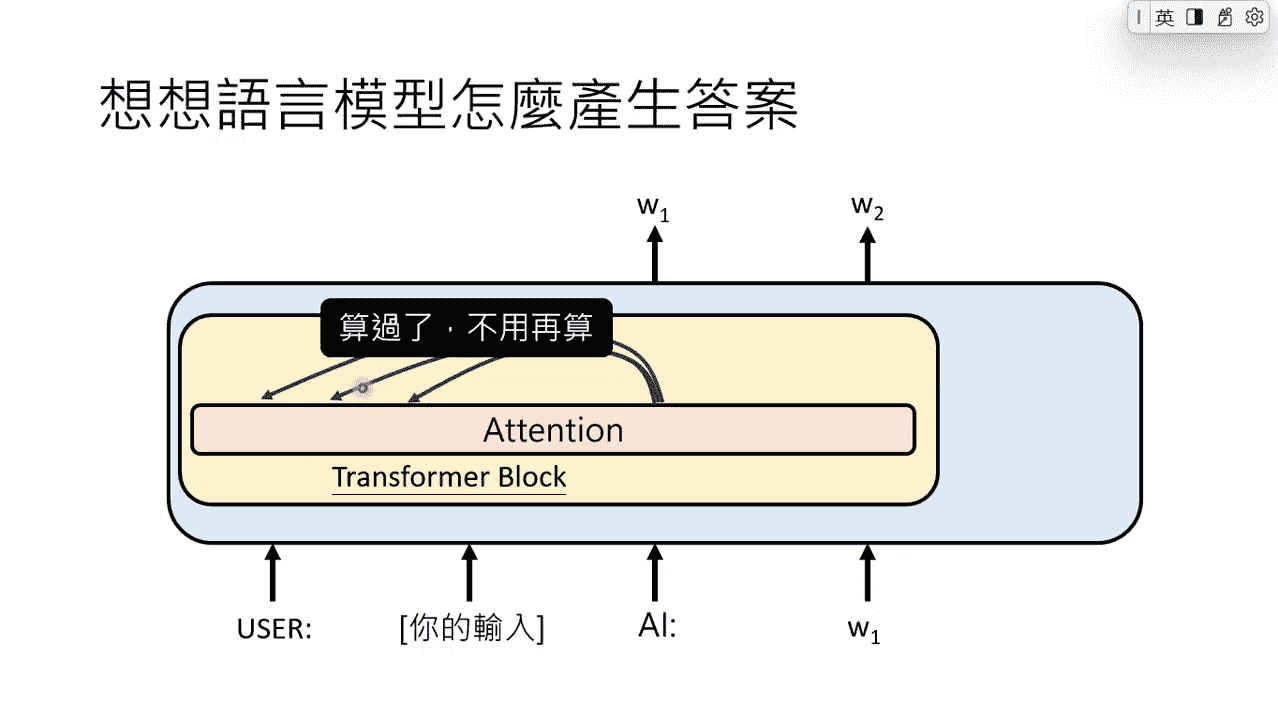 英
想想語言模型怎麼產生答案
w₁
w₂
算過了，不用再算
Attention
Transformer Block
USER:
[你的輸入]
AI:
w₁